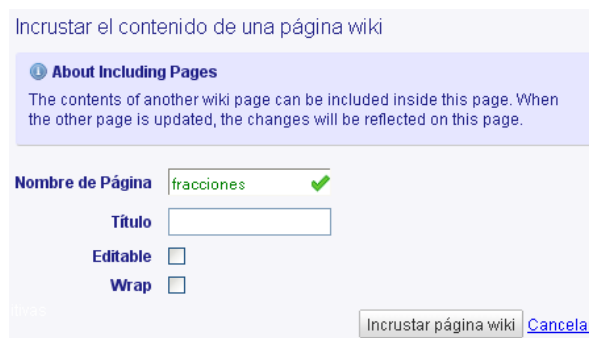 Incrustar el contenido de una página wiki
About Including Pages
The contents of another wiki page can be included inside this page. When
the other page is updated, the changes will be reflected on this page.
Nombre de Página fracciones
Título
Editable
Wrap
Incrustar página wiki Cancela